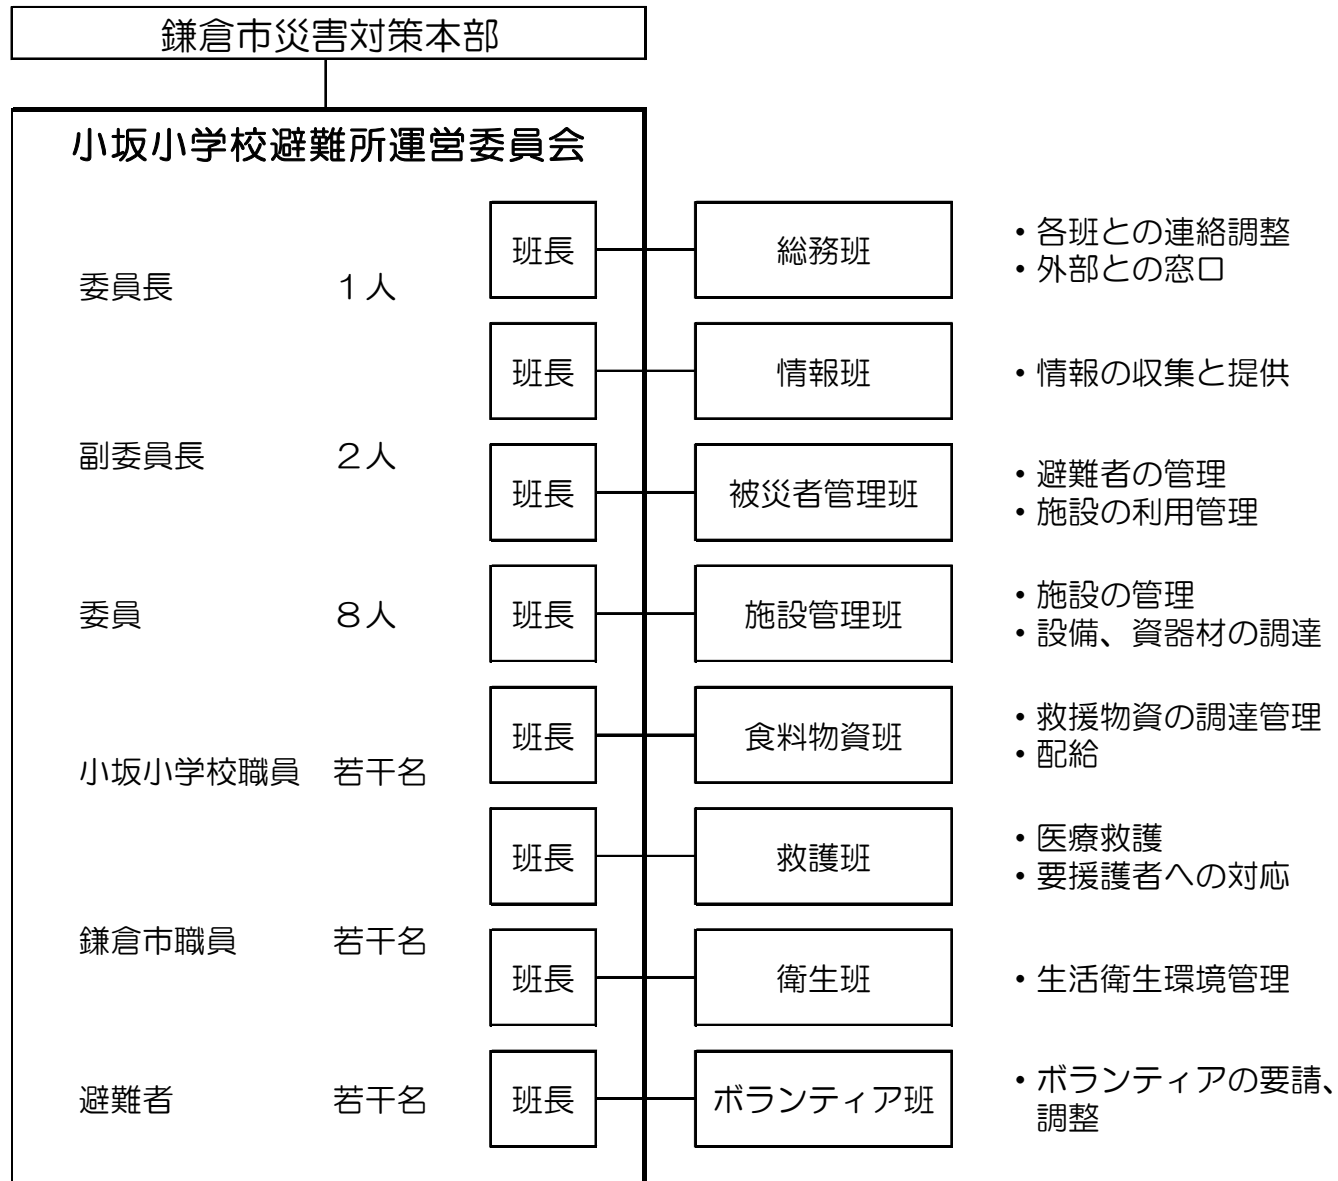 鎌倉市災害対策本部
小坂小学校避難所運営委員会
委員長 １人
副委員長 ２人
委員 ８人
小坂小学校職員 若干名
鎌倉市職員 若干名
避難者 若干名
班長 総務班
・各班との連絡調整
・外部との窓口
班長 情報班
・情報の収集と提供
班長 被災者管理班
・避難者の管理
・施設の利用管理
班長 施設管理班
・施設の管理
・設備、資器材の調達
班長 食料物資班
・救援物資の調達管理
・配給
班長 救護班
・医療救護
・要援護者への対応
班長 衛生班
・生活衛生環境管理
班長 ボランティア班
・ボランティアの要請、
調整